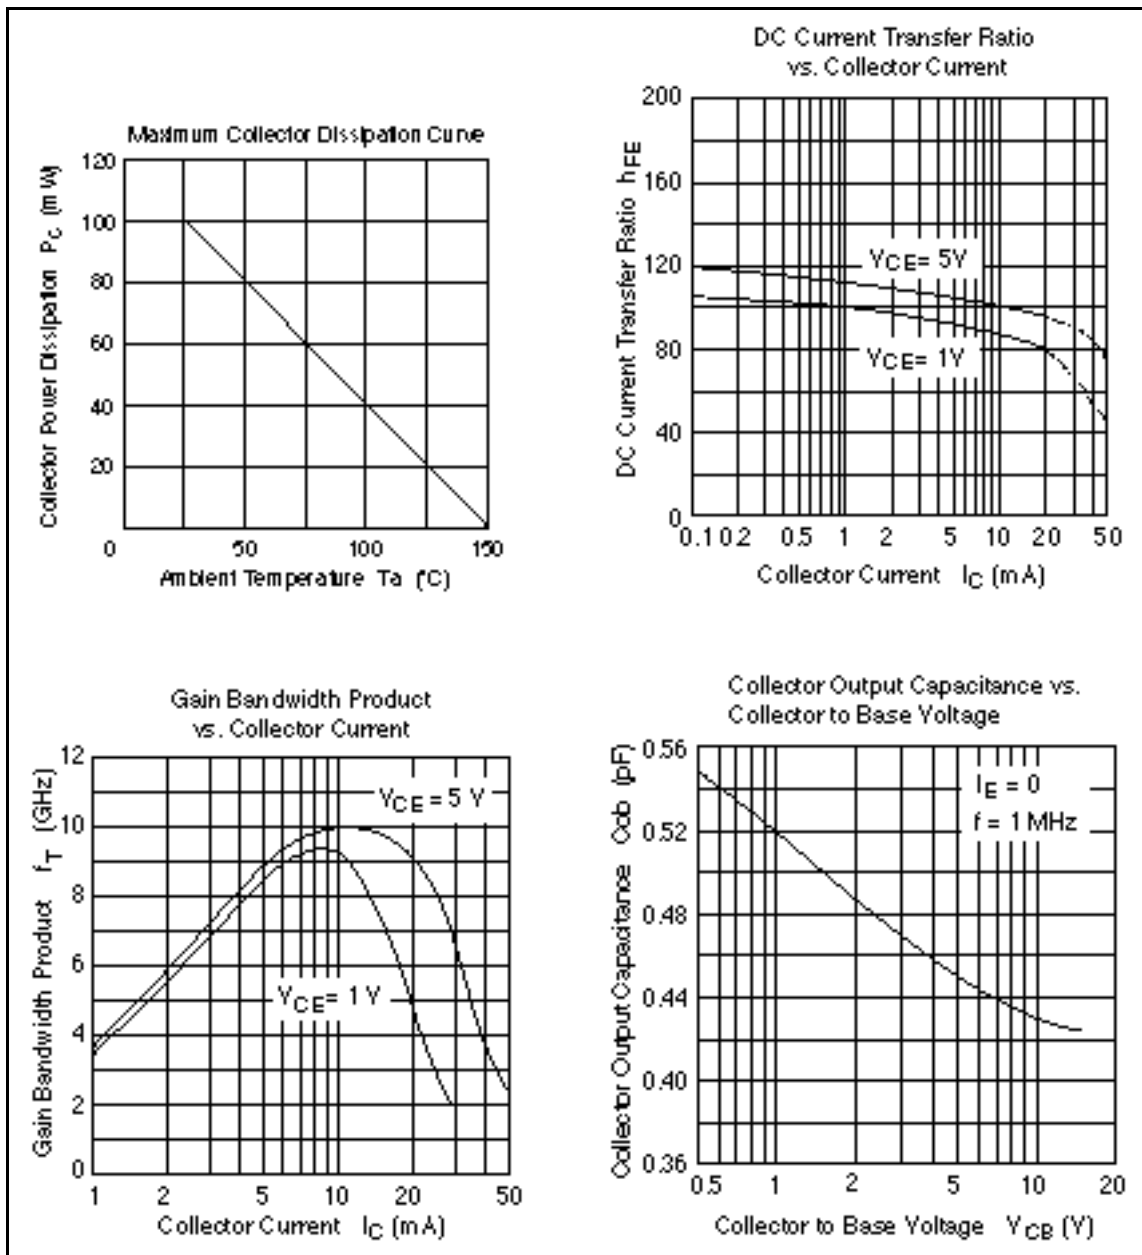 Maximum Collector Dissipation Curve
Collector Power Dissipation PC (mW)
120
100
80
60
40
20
0
50
100
150
Ambient Temperature Ta (°C)
DC Current Transfer Ratio
vs. Collector Current
DC Current Transfer Ratio hFE
200
160
120
80
40
0
VCE = 5V
VCE = 1V
0.1 0.2 0.5 1 2 5 10 20 50
Collector Current IC (mA)
Gain Bandwidth Product
vs. Collector Current
Gain Bandwidth Product fT (GHz)
12
10
8
6
4
2
0
VCE = 5 V
VCE = 1 V
1 2 5 10 20 50
Collector Current IC (mA)
Collector Output Capacitance vs.
Collector to Base Voltage
Collector Output Capacitance Cob (pF)
0.56
0.52
0.48
0.44
0.40
0.36
IE = 0
f = 1 MHz
0.5 1 2 5 10 20
Collector to Base Voltage VCB (V)